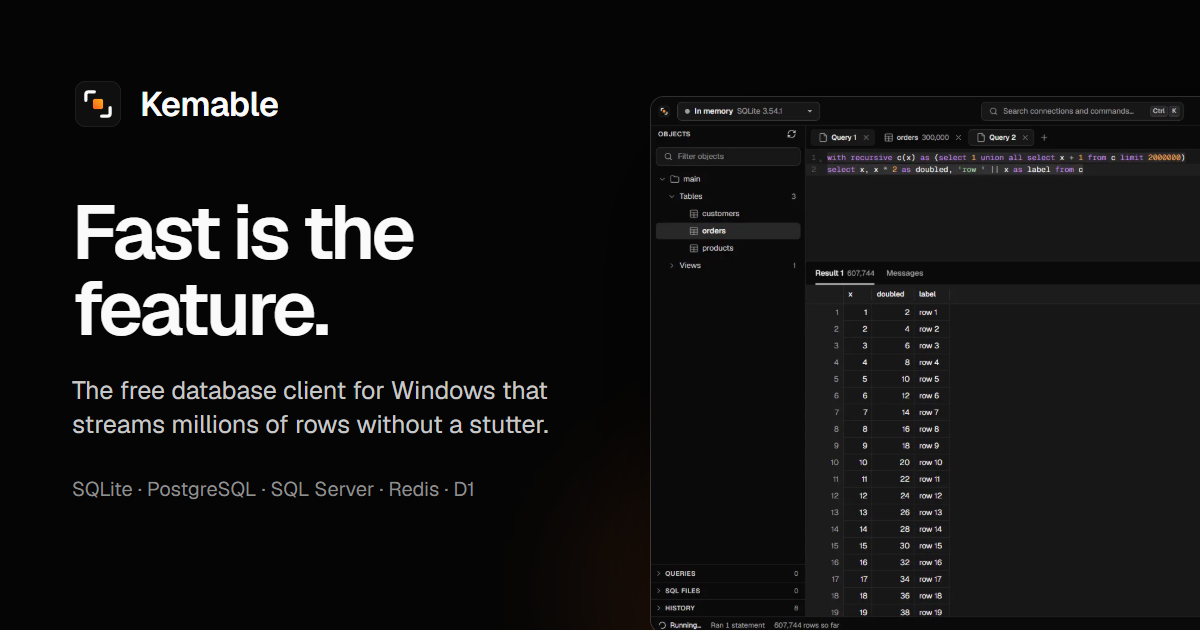 Kemable
Fast is the
feature.
The free database client for Windows that
streams millions of rows without a stutter.
SQLite · PostgreSQL · SQL Server · Redis · D1
In memory SQLite 3.54.1
Search connections and commands... Ctrl K
OBJECTS
Filter objects
main
Tables 3
customers
orders
products
Views 1
QUERIES 0
SQL FILES 0
HISTORY 8
Query 1 × orders 300,000 × Query 2 × +
1 with recursive c(x) as (select 1 union all select x + 1 from c limit 2000000)
2 select x, x * 2 as doubled, 'row ' || x as label from c
Result 1 607,744 Messages
x doubled label
1 1 2 row 1
2 2 4 row 2
3 3 6 row 3
4 4 8 row 4
5 5 10 row 5
6 6 12 row 6
7 7 14 row 7
8 8 16 row 8
9 9 18 row 9
10 10 20 row 10
11 11 22 row 11
12 12 24 row 12
13 13 26 row 13
14 14 28 row 14
15 15 30 row 15
16 16 32 row 16
17 17 34 row 17
18 18 36 row 18
19 19 38 row 19
Running... Ran 1 statement 607,744 rows so far